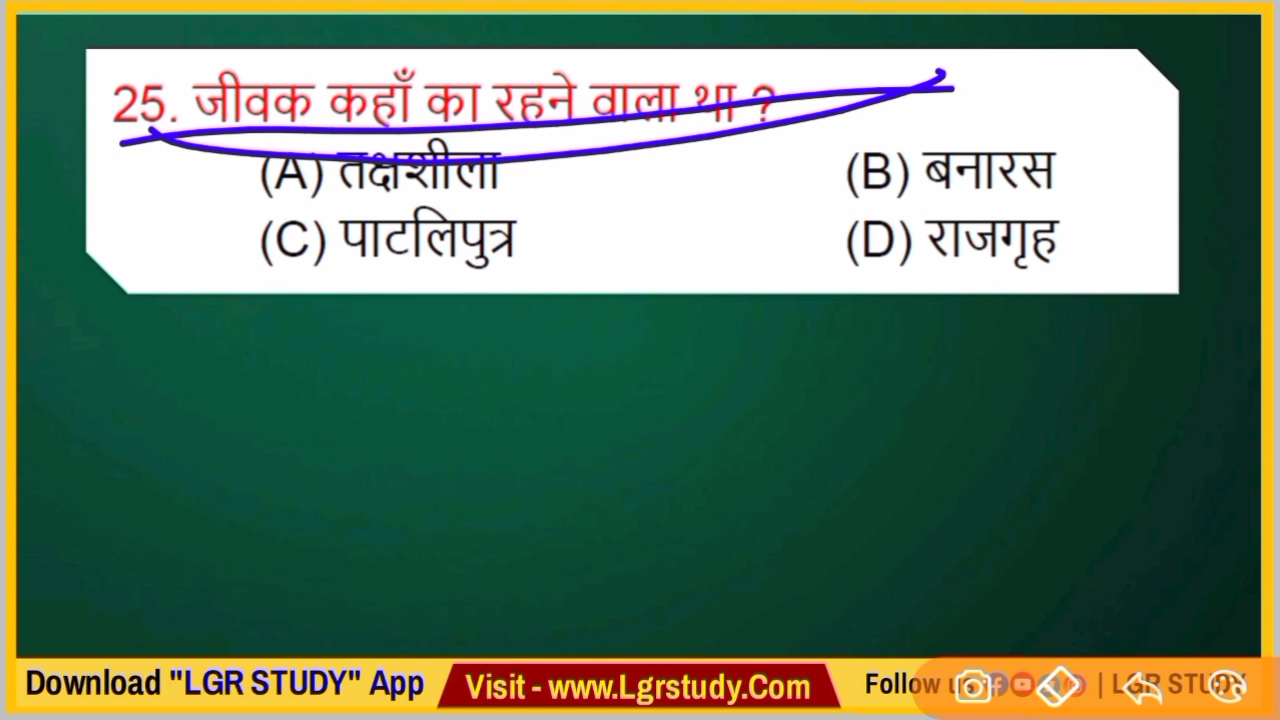 25. जीवक कहाँ का रहने वाला था ?
(A) तक्षशीला (B) बनारस
(C) पाटलिपुत्र (D) राजगृह
Download "LGR STUDY" App Visit - www.Lgrstudy.Com Follow us | LGR STUDY